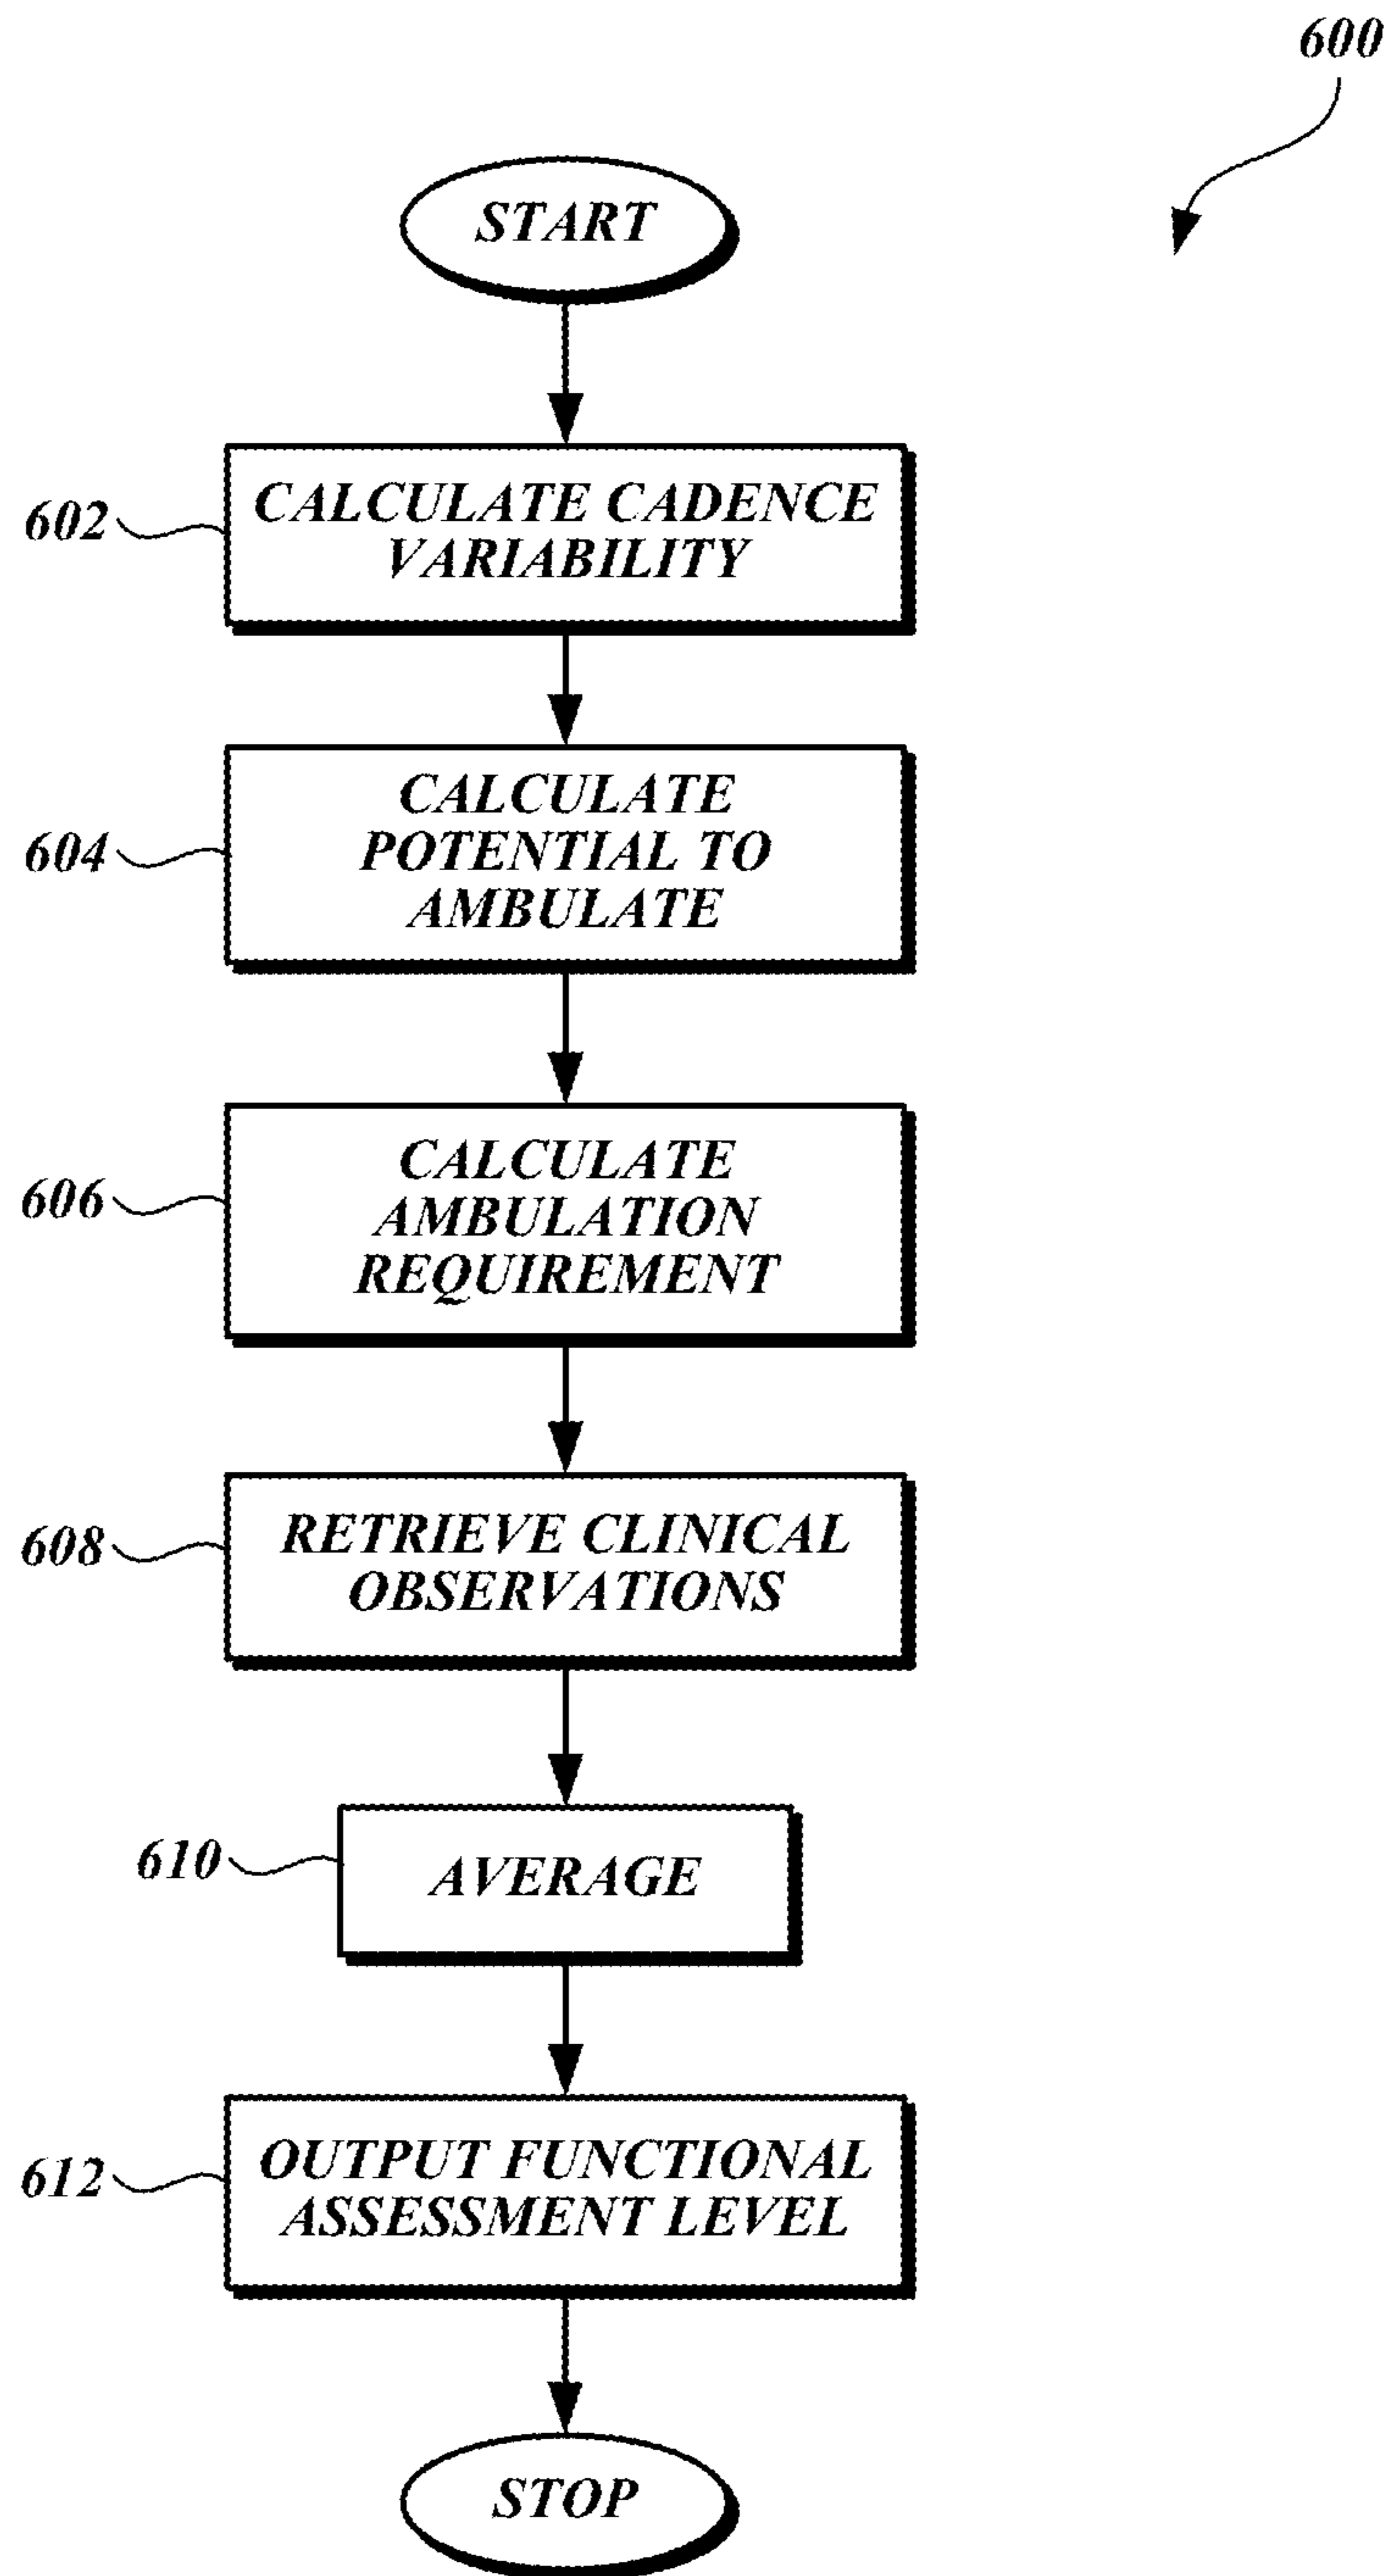 600
START
602
CALCULATE CADENCE
VARIABILITY
604
CALCULATE
POTENTIAL TO
AMBULATE
606
CALCULATE
AMBULATION
REQUIREMENT
608
RETRIEVE CLINICAL
OBSERVATIONS
610
AVERAGE
612
OUTPUT FUNCTIONAL
ASSESSMENT LEVEL
STOP